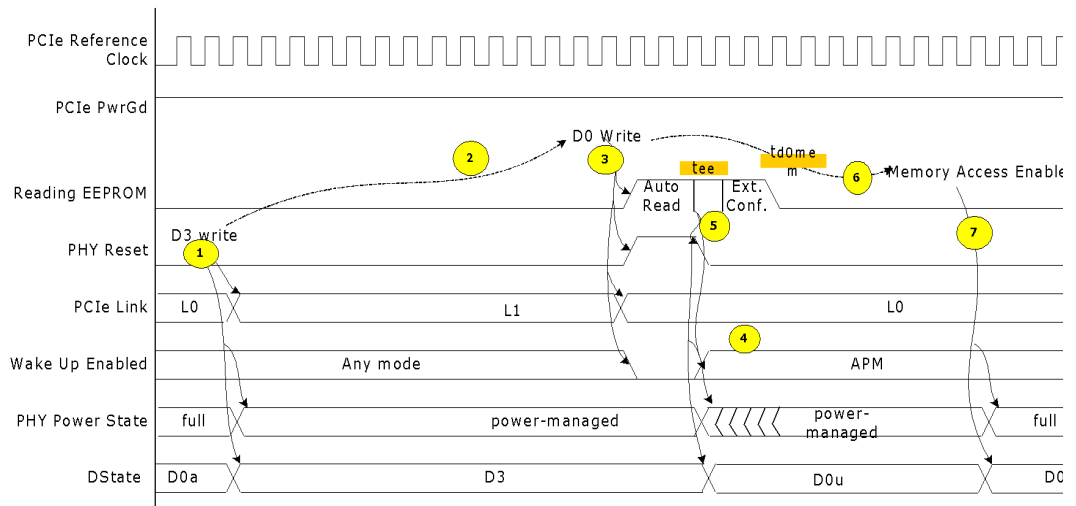 PCIe Reference
Clock
PCIe PwrGd
D0 Write
2
3
tee
td0me
m
6
Memory Access Enable
Reading EEPROM
Auto
Read
Ext.
Conf.
5
D3 write
1
7
PHY Reset
PCIe Link
L0
L1
L0
4
Wake Up Enabled
Any mode
APM
PHY Power State
full
power-managed
power-
managed
full
DState
D0a
D3
D0u
D0